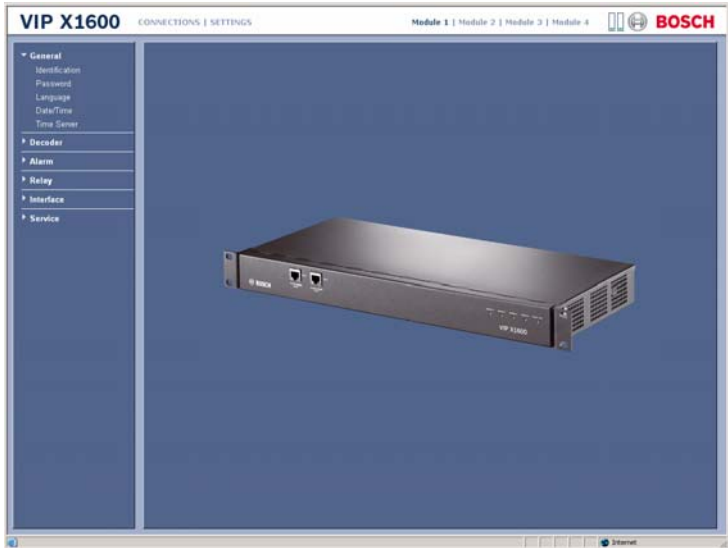 VIP X1600 CONNECTIONS | SETTINGS Module 1 | Module 2 | Module 3 | Module 4 BOSCH
General
Identification
Password
Language
Date/Time
Time Server
Decoder
Alarm
Relay
Interface
Service
BOSCH
VIP X1600
Internet